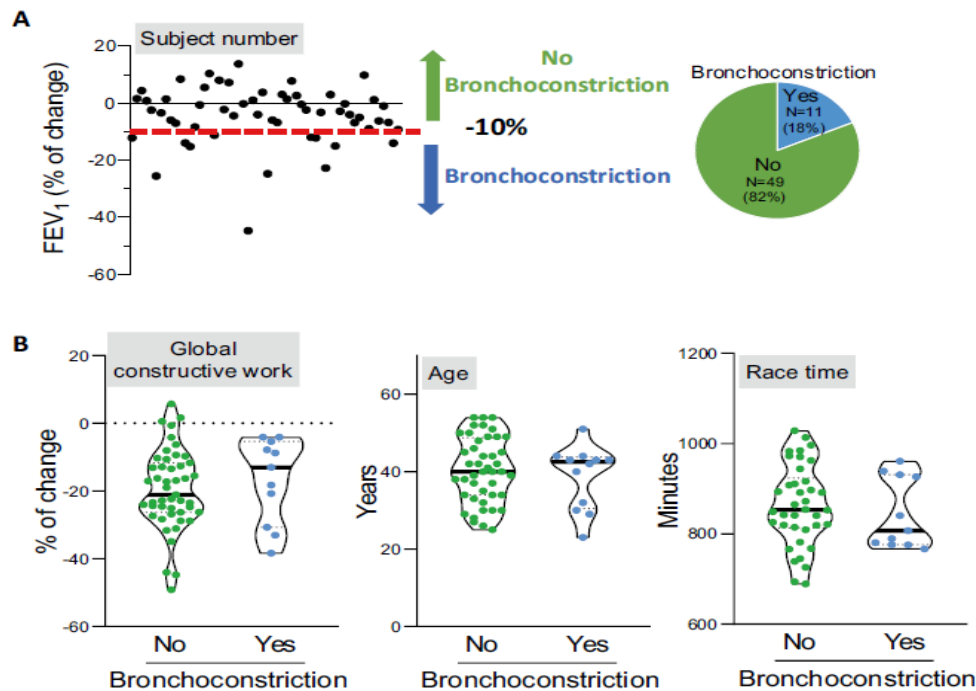 A
Subject number
FEV1 (% of change)
20
0
-20
-40
-60
No
Bronchoconstriction
-10%
Bronchoconstriction
Bronchoconstriction
Yes
N=11
(18%)
No
N=49
(82%)
B
Global
constructive work
% of change
20
0
-20
-40
-60
No Yes
Bronchoconstriction
Age
Years
60
40
20
0
No Yes
Bronchoconstriction
Race time
Minutes
1200
1000
800
600
No Yes
Bronchoconstriction